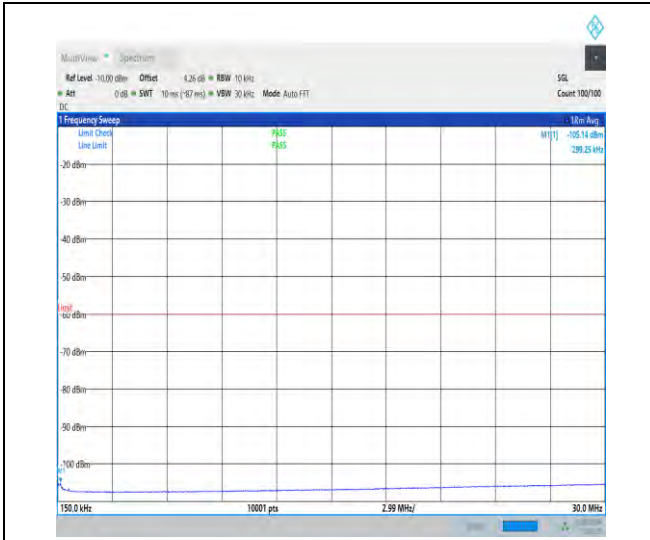 MultiView Spectrum
Ref Level -10.00 dBm Offset 4.26 dB RBW 10 kHz SGL
Att 0 dB SWT 10 ms (~87 ms) VBW 30 kHz Mode Auto FFT Count 100/100
DC
1 Frequency Sweep 1Rm Avg
Limit Check PASS M1[1] -105.14 dBm
Line Limit PASS 299.25 kHz
-20 dBm
-30 dBm
-40 dBm
-50 dBm
Limit
-60 dBm
-70 dBm
-80 dBm
-90 dBm
-100 dBm
M1
150.0 kHz 10001 pts 2.99 MHz/ 30.0 MHz